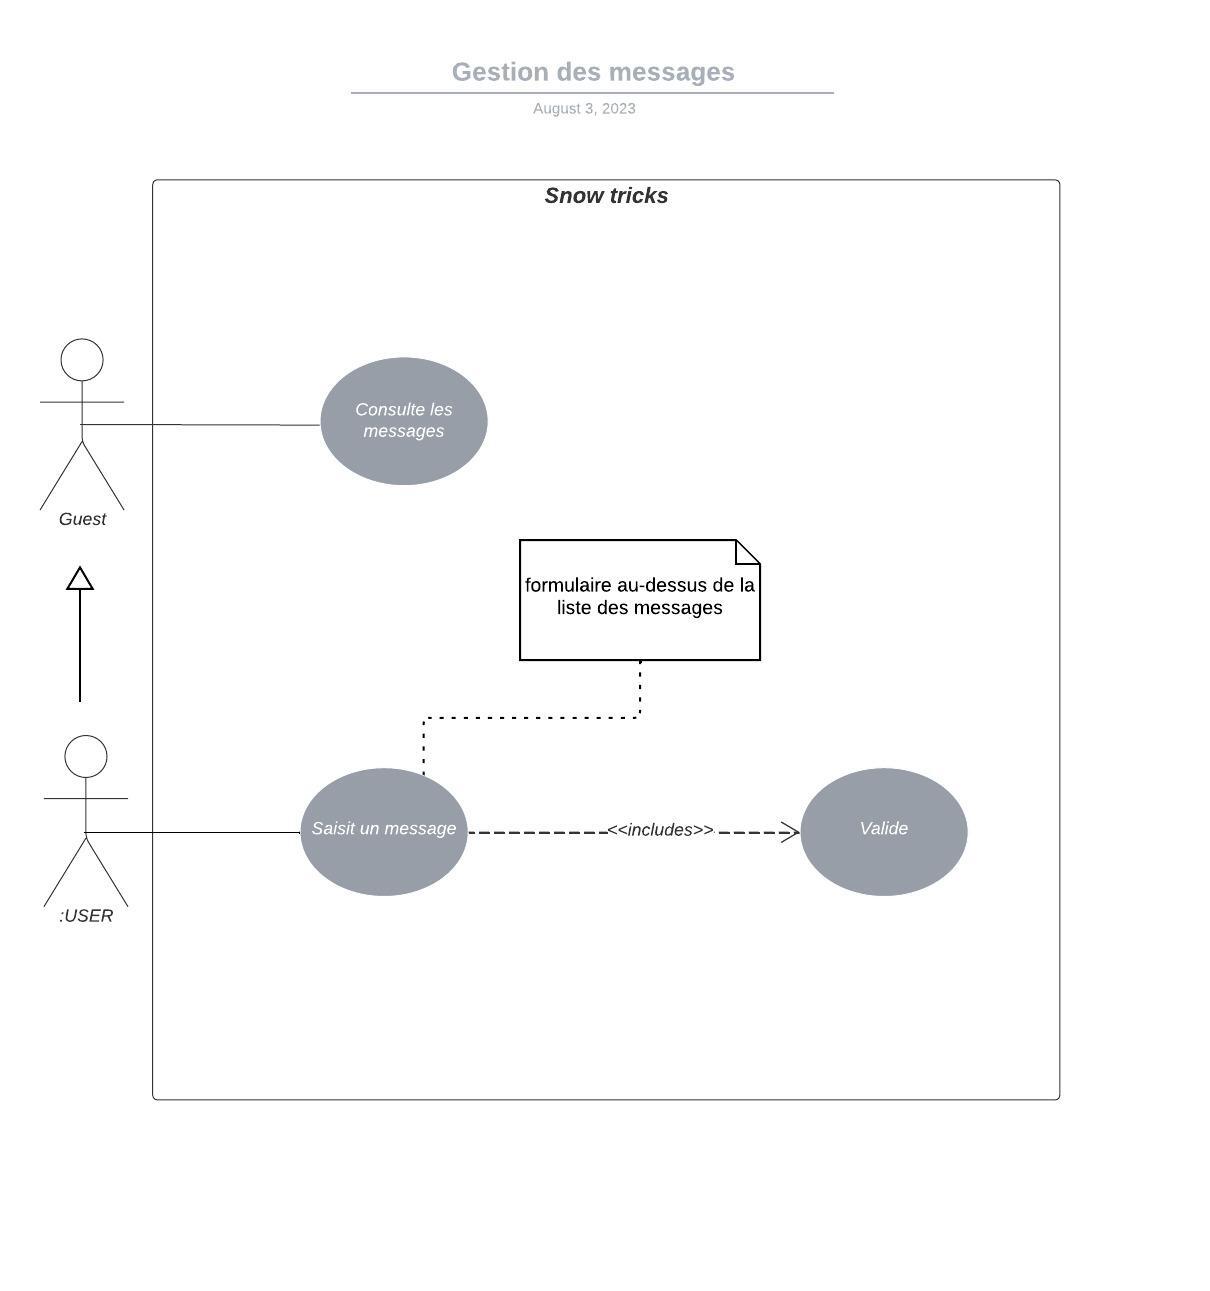 Gestion des messages
August 3, 2023
Snow tricks
Consulte les
messages
Guest
formulaire au-dessus de la
liste des messages
Saisit un message
<<includes>>
Valide
:USER